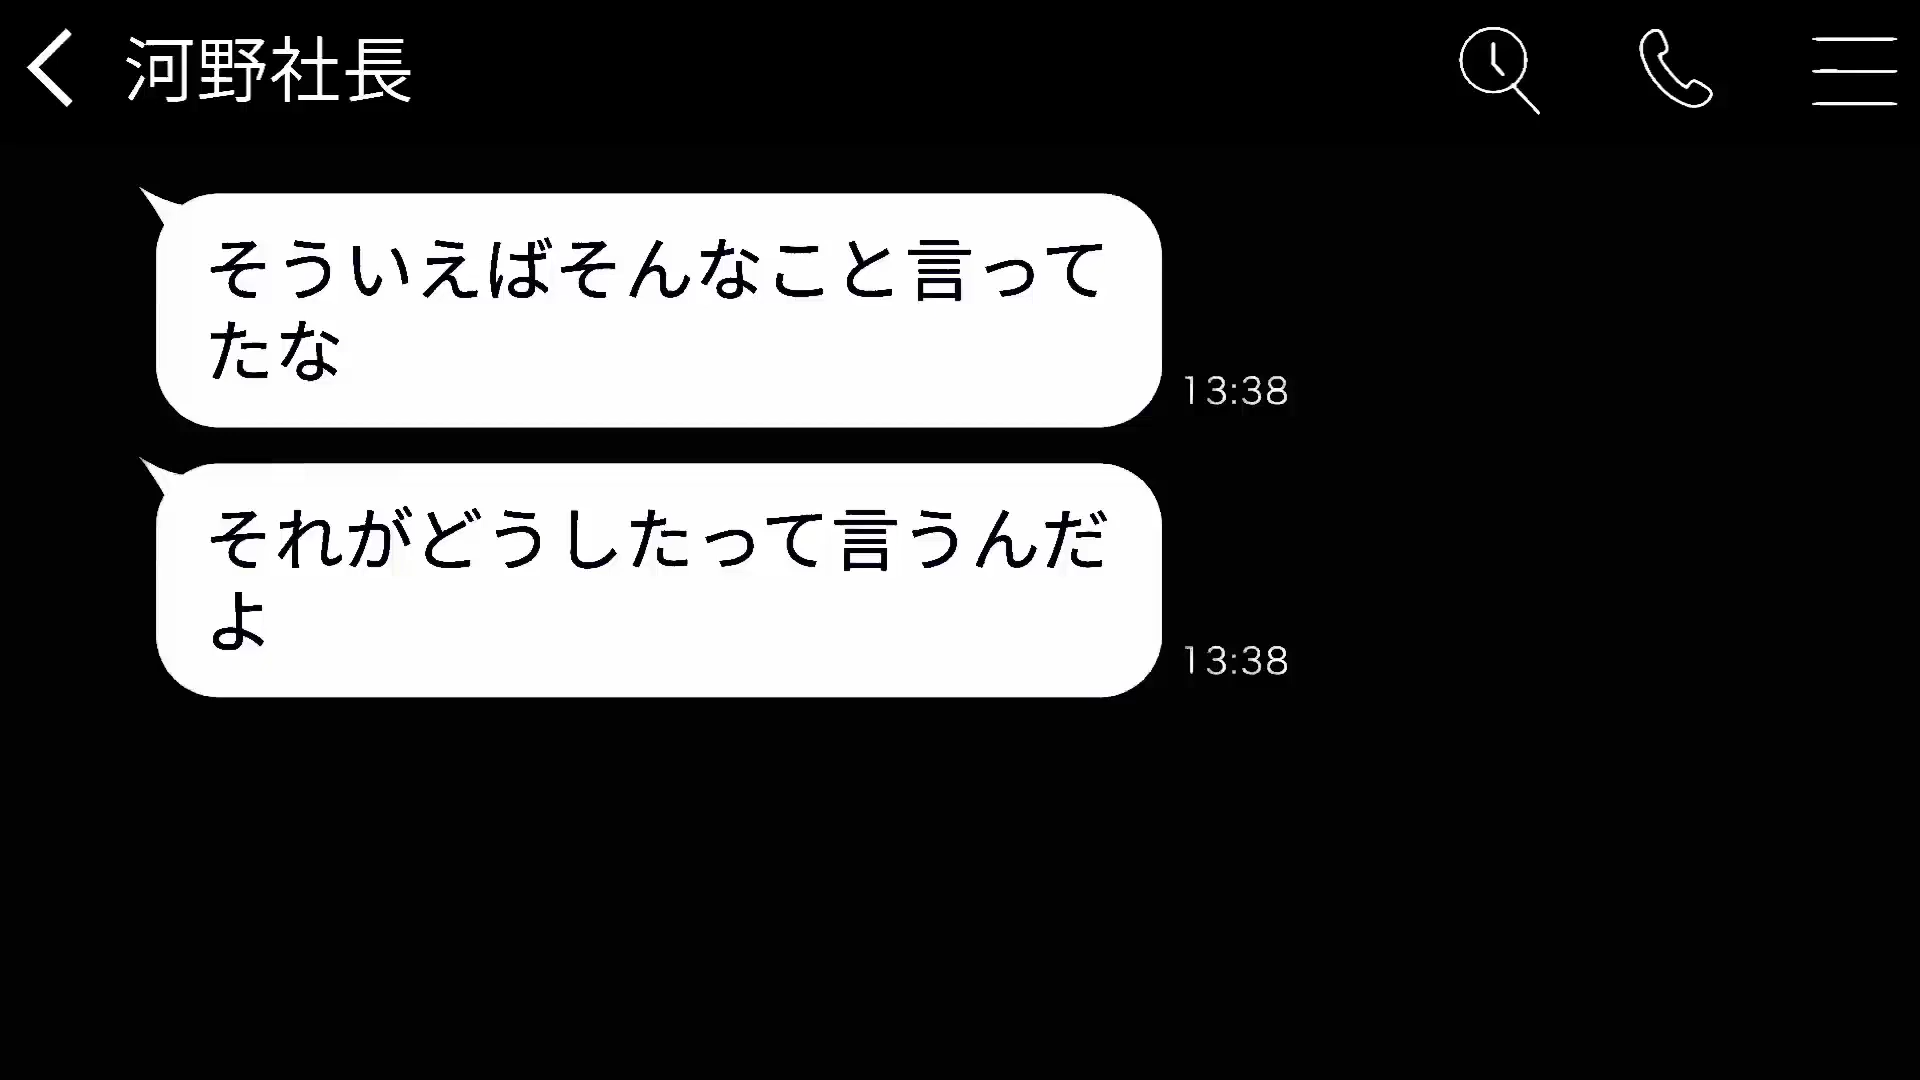 河野社長
そういえばそんなこと言って
たな
13:38
それがどうしたって言うんだ
よ
13:38